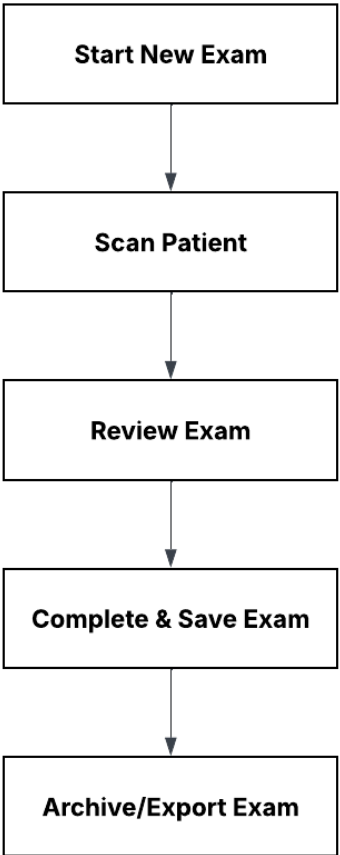 Start New Exam
Scan Patient
Review Exam
Complete & Save Exam
Archive/Export Exam